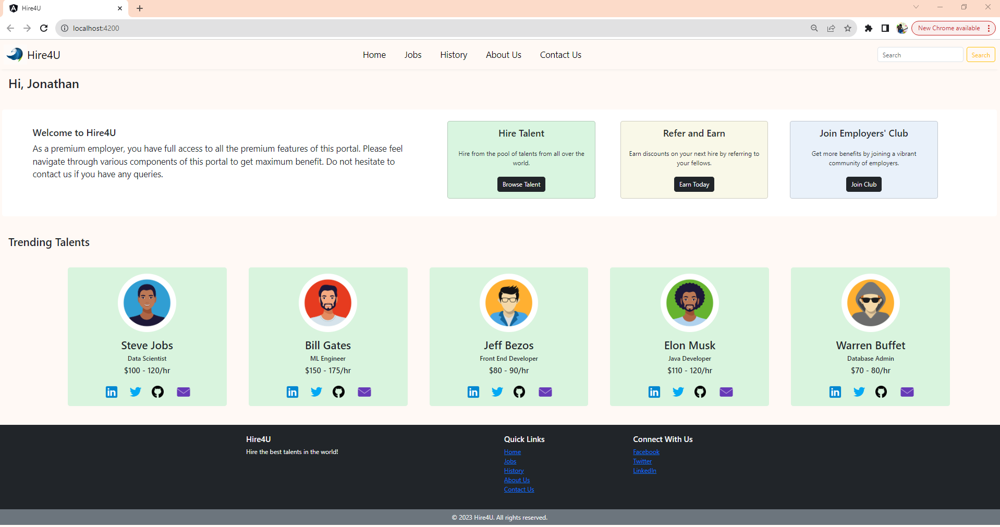 Hire4U
localhost:4200
New Chrome available
Hire4U
Home Jobs History About Us Contact Us
Search
Search
Hi, Jonathan
Welcome to Hire4U
As a premium employer, you have full access to all the premium features of this portal. Please feel
navigate through various components of this portal to get maximum benefit. Do not hesitate to
contact us if you have any queries.
Hire Talent
Hire from the pool of talents from all over the
world.
Browse Talent
Refer and Earn
Earn discounts on your next hire by referring to
your fellows.
Earn Today
Join Employers' Club
Get more benefits by joining a vibrant
community of employers.
Join Club
Trending Talents
Steve Jobs
Data Scientist
$100 - 120/hr
in
Bill Gates
ML Engineer
$150 - 175/hr
in
Jeff Bezos
Front End Developer
$80 - 90/hr
in
Elon Musk
Java Developer
$110 - 120/hr
in
Warren Buffet
Database Admin
$70 - 80/hr
in
Hire4U
Hire the best talents in the world!
Quick Links
Home
Jobs
History
About Us
Contact Us
Connect With Us
Facebook
Twitter
LinkedIn
© 2023 Hire4U. All rights reserved.